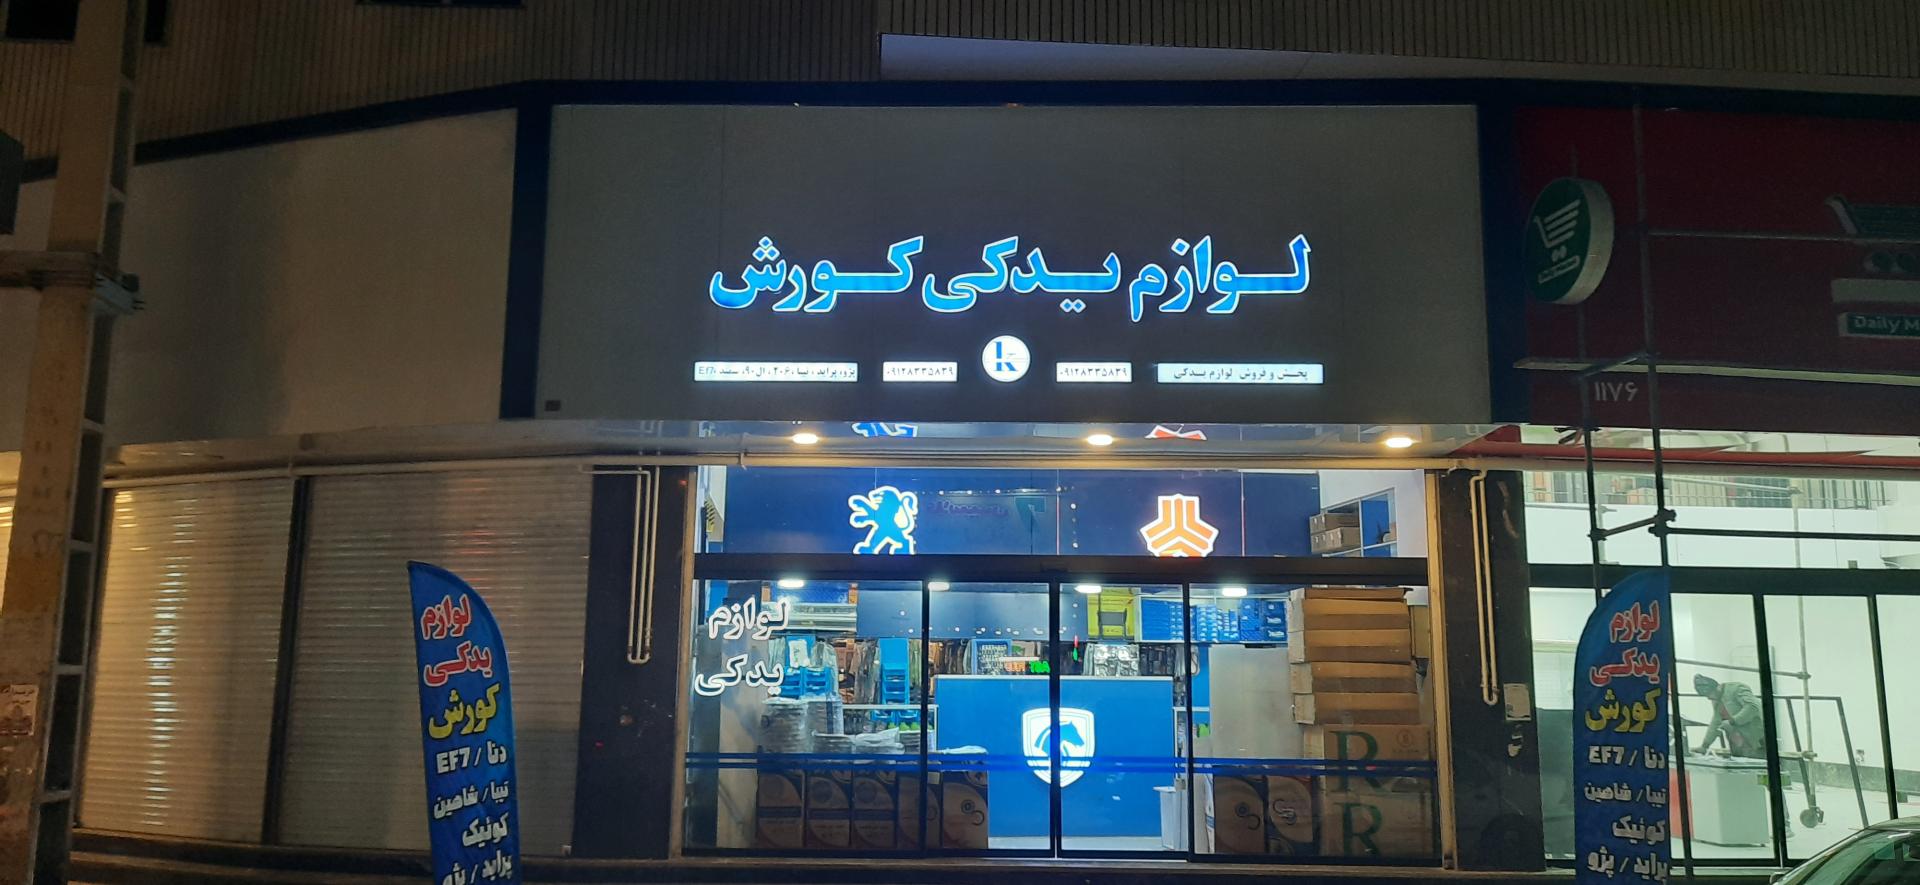 لوازم یدکی کورش
k
پخش و فروش لوازم یدکی
۰۹۱۲۸۳۳۵۸۳۹
۰۹۱۲۸۳۳۵۸۳۹
پژو، پراید، تیبا، ۲۰۶، ال۹۰، سمند، Ef7
لوازم
یدکی
لوازم
یدکی
کورش
دنا / EF7
تیبا / شاهین
کوئیک
پراید / پژو
لوازم
یدکی
کورش
دنا / EF7
تیبا / شاهین
کوئیک
پراید / پژو
Daily M
۱۱۷۶
R
R